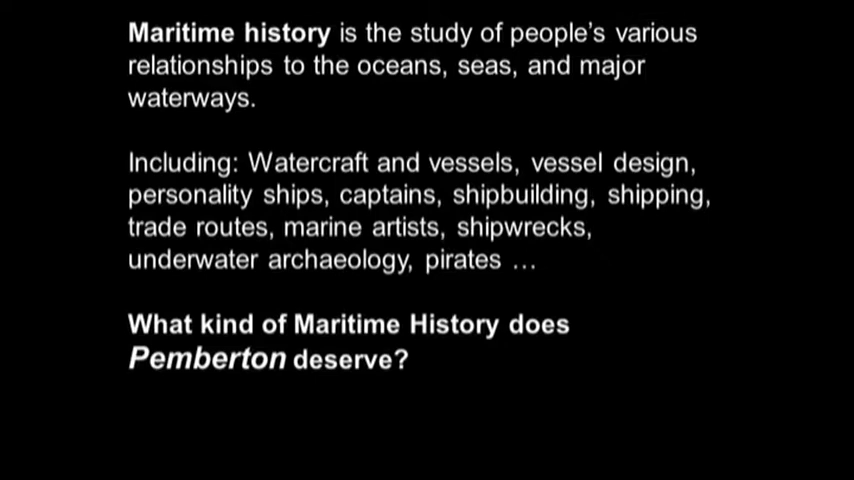 Maritime history is the study of people’s various
relationships to the oceans, seas, and major
waterways.
Including: Watercraft and vessels, vessel design,
personality ships, captains, shipbuilding, shipping,
trade routes, marine artists, shipwrecks,
underwater archaeology, pirates …
What kind of Maritime History does
Pemberton deserve?